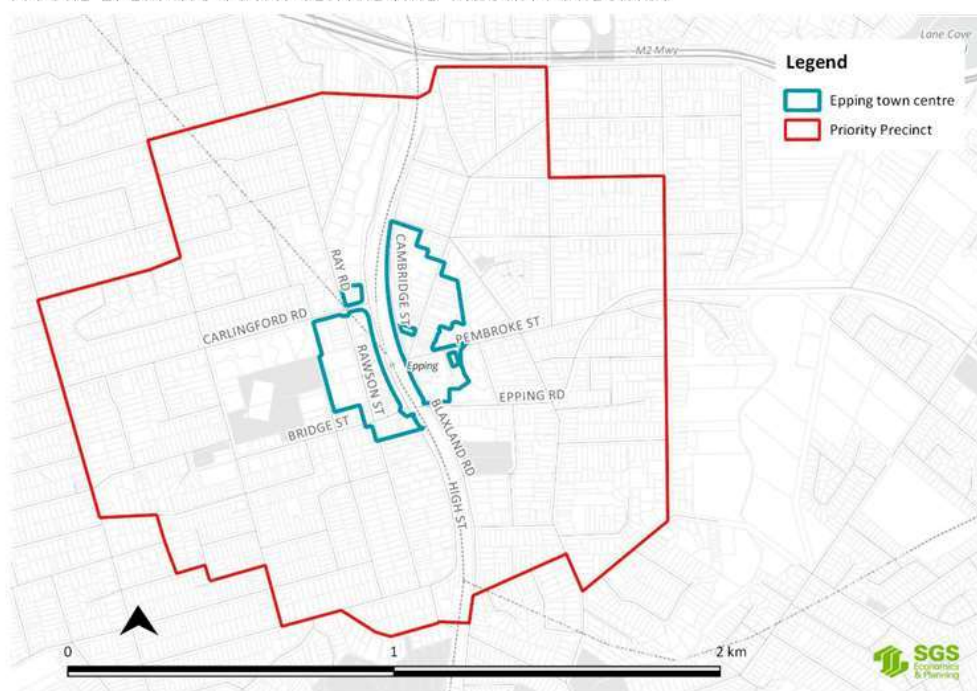 M2 Mwy
Lane Cove
Legend
Epping town centre
Priority Precinct
RAY RD
CAMBRIDGE ST
CARLINGFORD RD
PEMBROKE ST
RAWSON ST
Epping
EPPING RD
BRIDGE ST
BLAXLAND RD
HIGH ST
0
1
2 km
SGS
Economics
& Planning